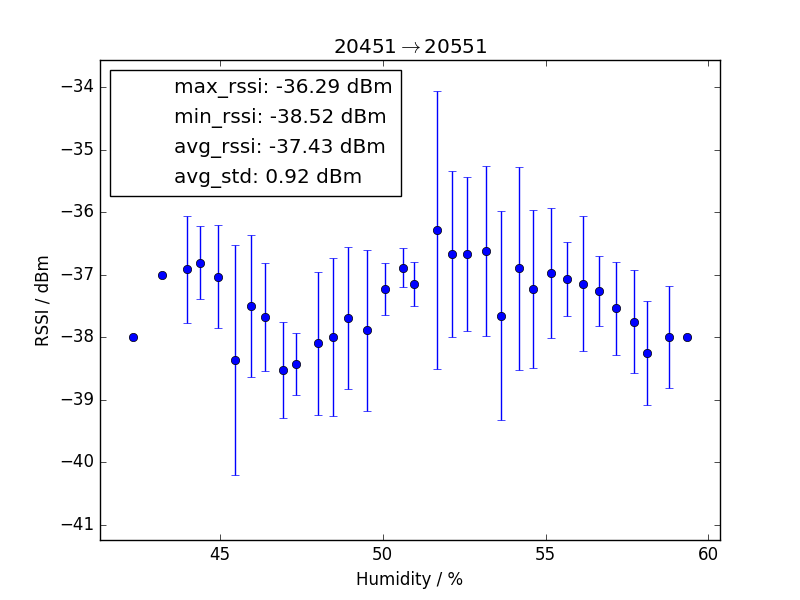 20451→20551
max_rssi: -36.29 dBm
min_rssi: -38.52 dBm
avg_rssi: -37.43 dBm
avg_std: 0.92 dBm
RSSI / dBm
−34
−35
−36
−37
−38
−39
−40
−41
45
50
55
60
Humidity / %